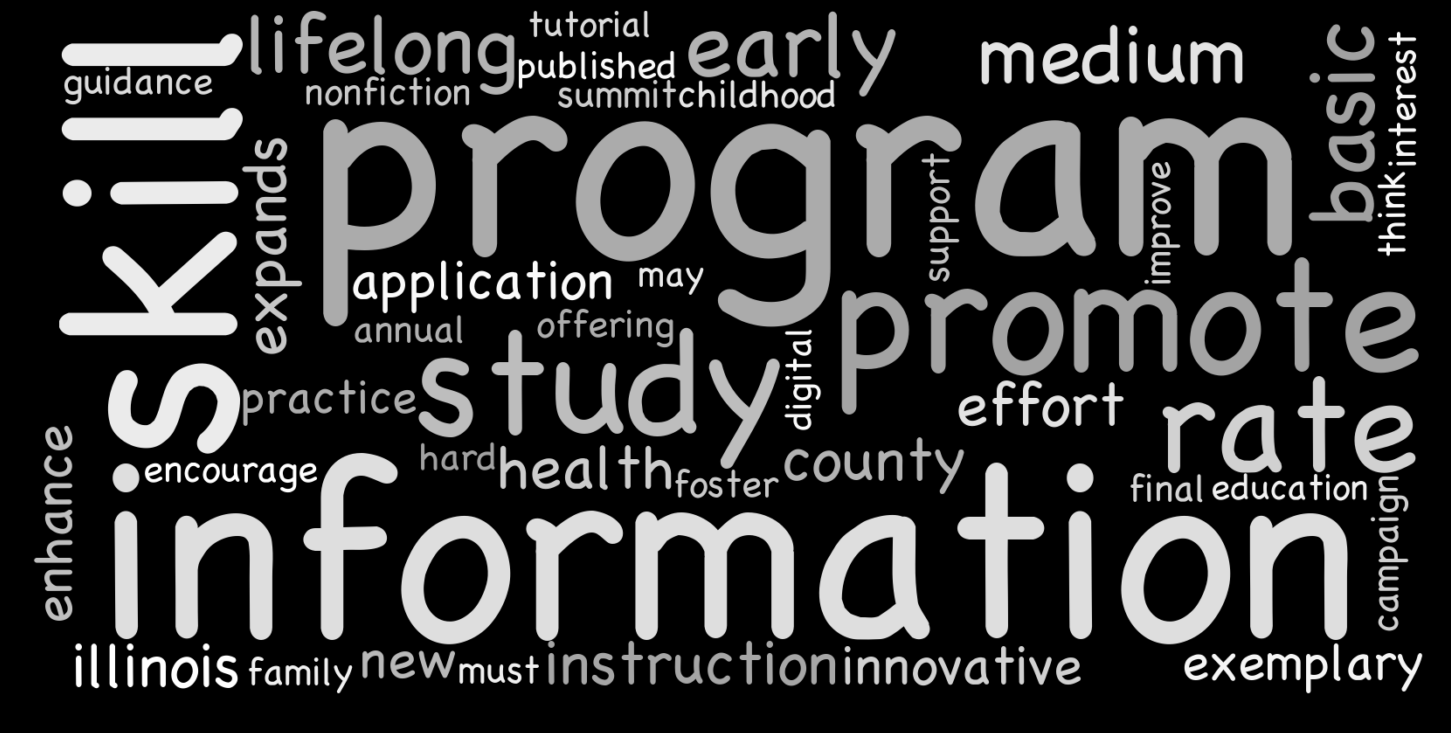 skill
guidance
lifelong
nonfiction
tutorial
published
summit
childhood
early
medium
basic
interest
think
expands
program
support
improve
application
may
annual
offering
promote
practice
study
digital
effort
rate
enhance
encourage
hard
health
foster
county
final
education
campaign
information
illinois
family
new
must
instruction
innovative
exemplary